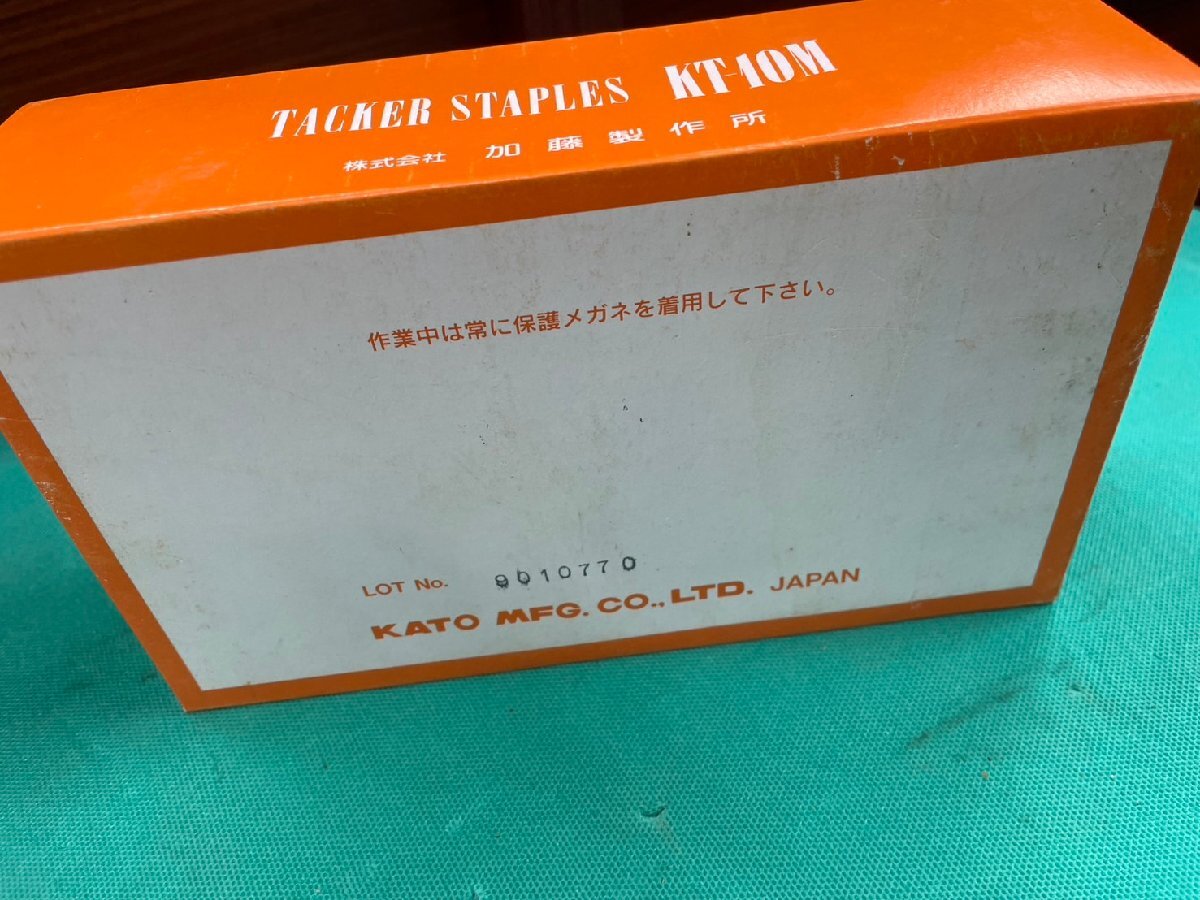 TACKER STAPLES KT-10M
株式会社 加藤製作所
作業中は常に保護メガネを着用して下さい。
LOT No. 9010770
KATO MFG. CO., LTD. JAPAN